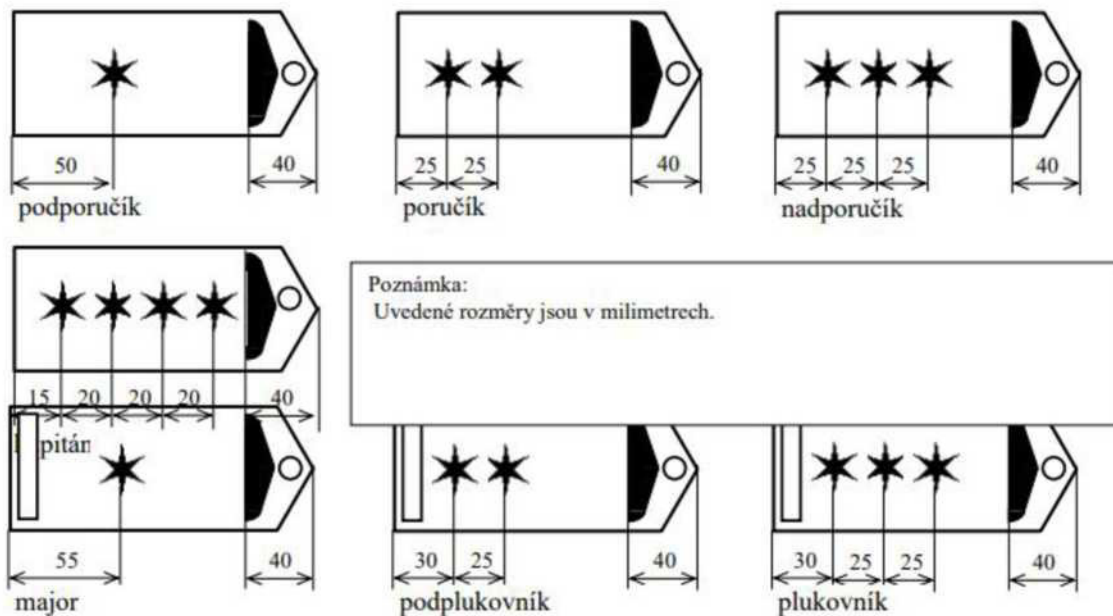 50 40 25 25 40 25 25 25 40
podporučík poručík nadporučík
Poznámka:
Uvedené rozměry jsou v milimetrech.
15 20 20 20 40
pitán
55 40 30 25 40 30 25 25 40
major podplukovník plukovník